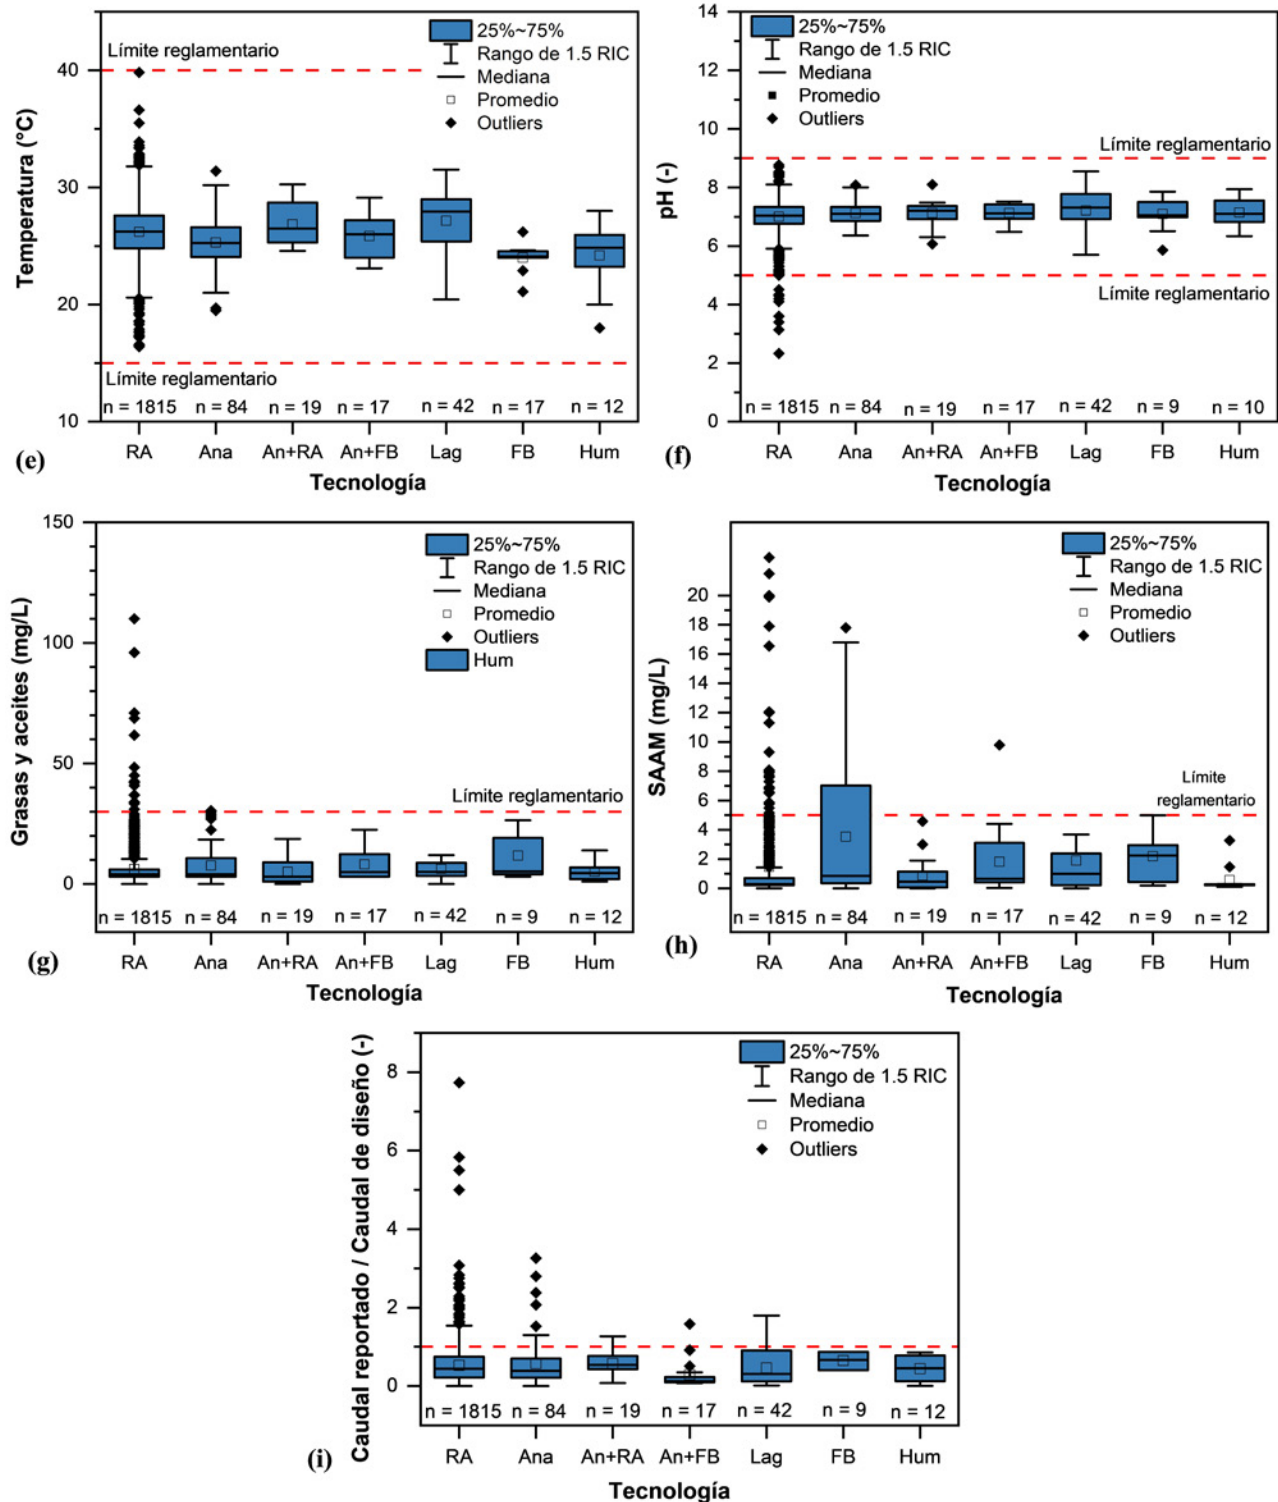 25%~75%
Límite reglamentario
Rango de 1.5 RIC
40
Mediana
Promedio
Outliers
Temperatura (°C)
30
20
Límite reglamentario
n = 1815 n = 84 n = 19 n = 17 n = 42 n = 17 n = 12
10
RA Ana An+RA An+FB Lag FB Hum
(e)
Tecnología
14
25%~75%
Rango de 1.5 RIC
12
Mediana
Promedio
10
Outliers
Límite reglamentario
pH (-)
8
6
Límite reglamentario
4
2
n = 1815 n = 84 n = 19 n = 17 n = 42 n = 9 n = 10
0
RA Ana An+RA An+FB Lag FB Hum
(f)
Tecnología
150
25%~75%
Rango de 1.5 RIC
Mediana
Promedio
Outliers
Hum
100
Grasas y aceites (mg/L)
50
Límite reglamentario
0
n = 1815 n = 84 n = 19 n = 17 n = 42 n = 9 n = 12
RA Ana An+RA An+FB Lag FB Hum
(g)
Tecnología
25%~75%
Rango de 1.5 RIC
Mediana
Promedio
Outliers
20
18
16
14
12
10
9
8
7
6
5
4
2
0
SAAM (mg/L)
Límite
reglamentario
n = 1815 n = 84 n = 19 n = 17 n = 42 n = 9 n = 12
RA Ana An+RA An+FB Lag FB Hum
(h)
Tecnología
25%~75%
Rango de 1.5 RIC
Mediana
Promedio
Outliers
8
6
4
2
0
Caudal reportado / Caudal de diseño (-)
n = 1815 n = 84 n = 19 n = 17 n = 42 n = 9 n = 12
RA Ana An+RA An+FB Lag FB Hum
(i)
Tecnología